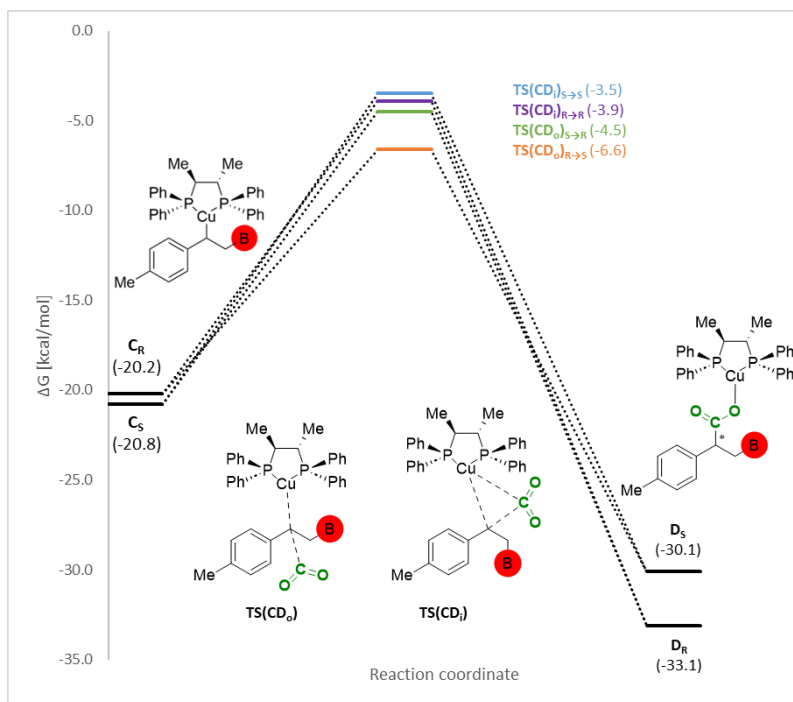 0.0
-5.0
-10.0
-15.0
-20.0
-25.0
-30.0
-35.0
ΔG [kcal/mol]
Reaction coordinate
TS(CDᵢ)S→S (-3.5)
TS(CDᵢ)R→R (-3.9)
TS(CDₒ)S→R (-4.5)
TS(CDₒ)R→S (-6.6)
Me Me
Ph Ph
P P
Ph Ph
Cu
B
Me
CR
(-20.2)
CS
(-20.8)
Me Me
Ph Ph
P P
Ph Ph
Cu
B
Me
C
O O
TS(CDₒ)
Me Me
Ph Ph
P P
Ph Ph
Cu
O
C
O
Me
B
TS(CDᵢ)
Me Me
Ph Ph
P P
Ph Ph
Cu
O O
C
*
B
Me
DS
(-30.1)
DR
(-33.1)